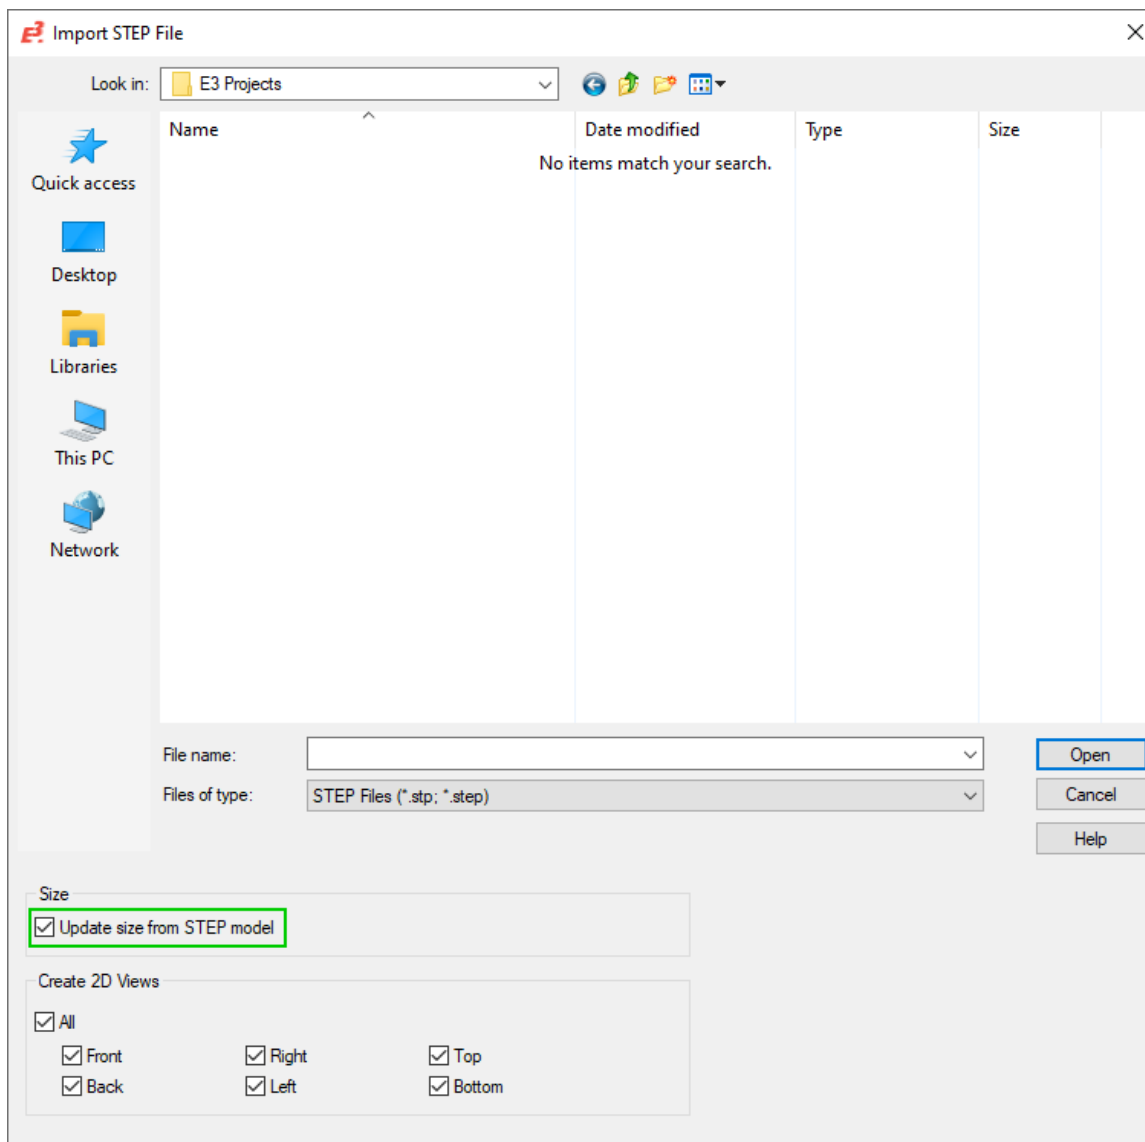 E3. Import STEP File
Look in: E3 Projects
Name Date modified Type Size
No items match your search.
Quick access
Desktop
Libraries
This PC
Network
File name: Open
Files of type: STEP Files (*.stp; *.step) Cancel
Help
Size
Update size from STEP model
Create 2D Views
All
Front Right Top
Back Left Bottom